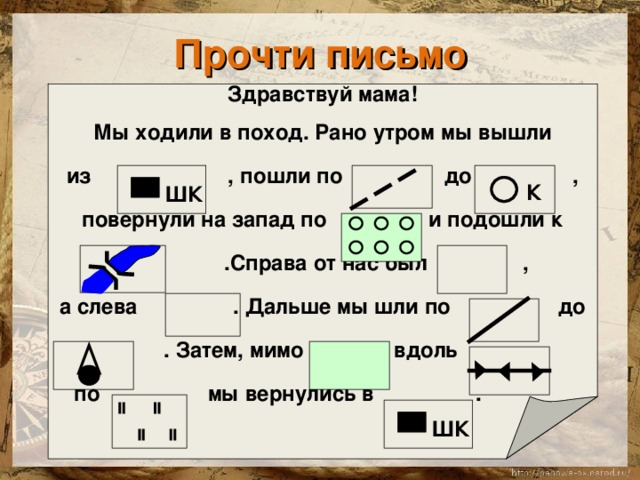 Прочти письмо
Здравствуй мама!
Мы ходили в поход. Рано утром мы вышли
из ШК , пошли по до К ,
повернули на запад по и подошли к
.Справа от нас был ,
а слева . Дальше мы шли по до
. Затем, мимо вдоль
по мы вернулись в .
ШК